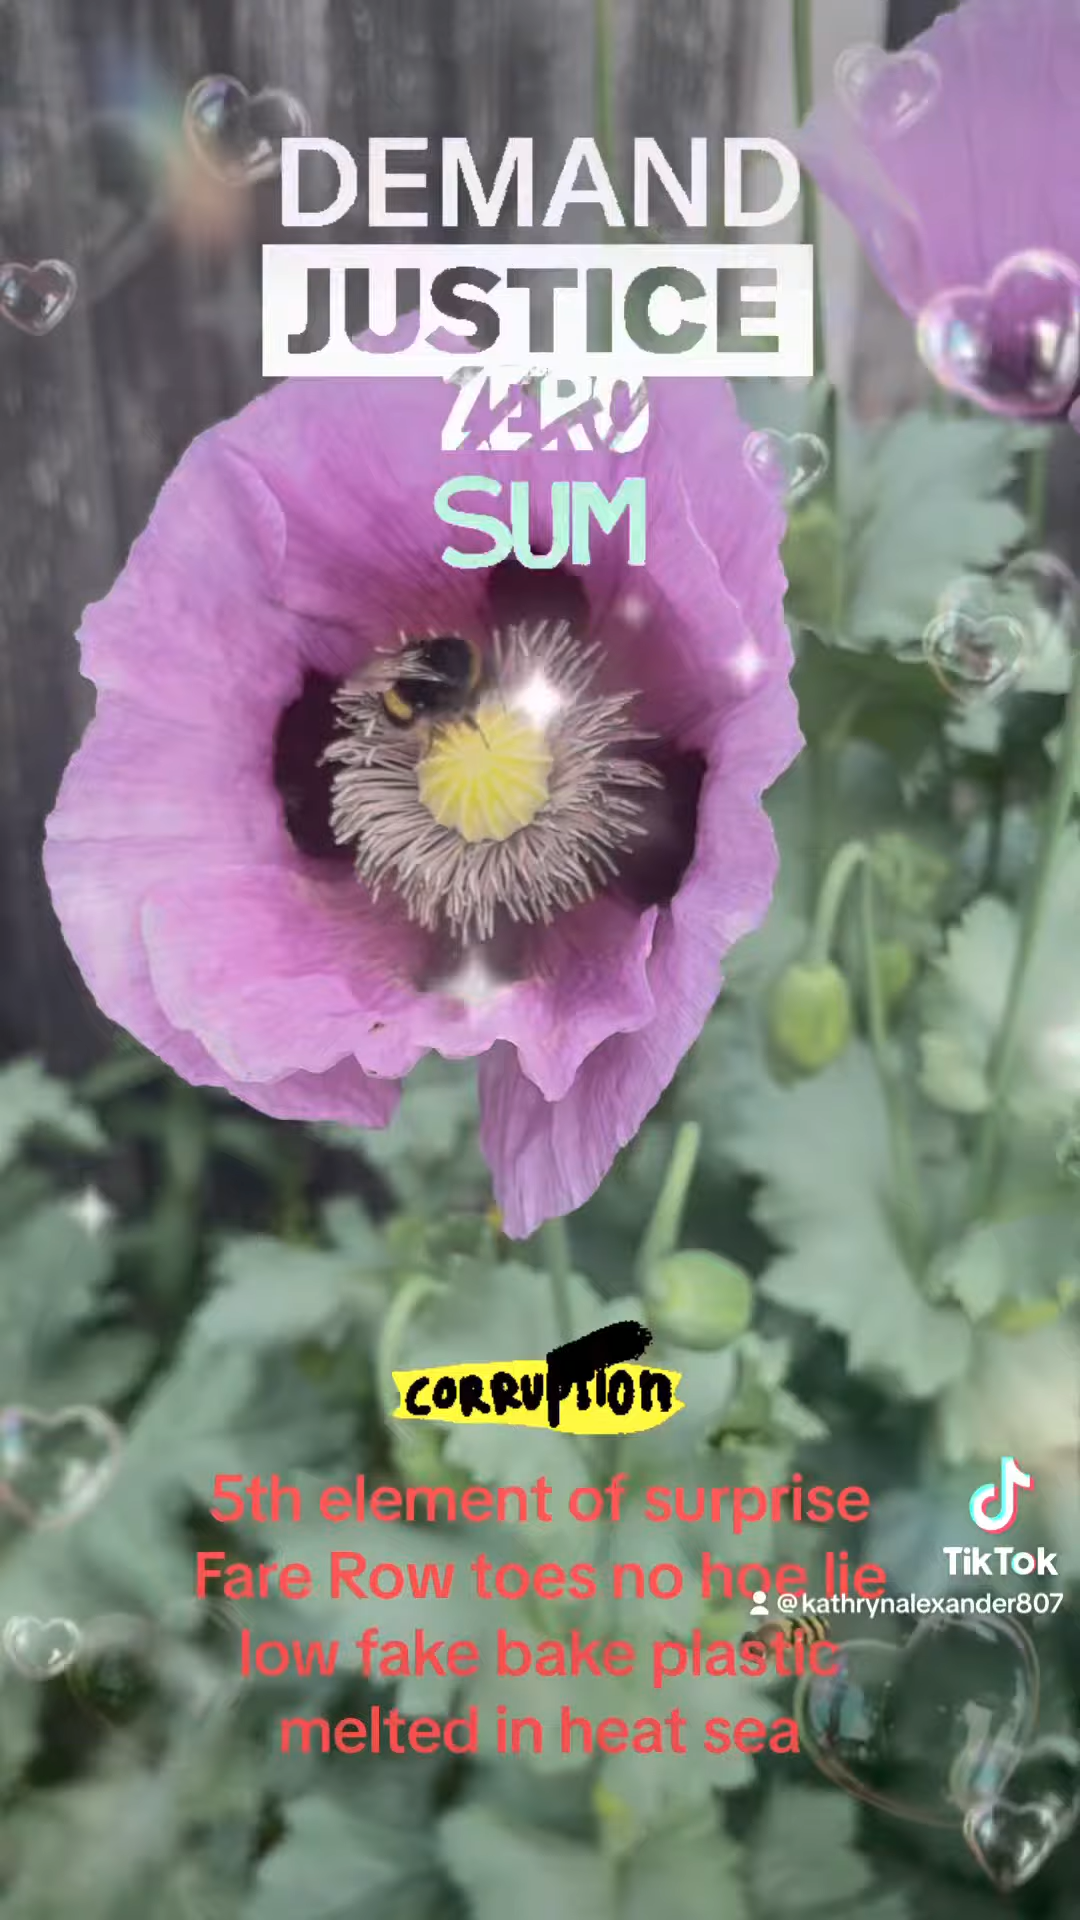 DEMAND
JUSTICE
ZERO
SUM
CORRUPTION
5th element of surprise
Fare Row toes no hoe lie
low fake bake plastic
melted in heat sea
TikTok
@kathrynalexander807